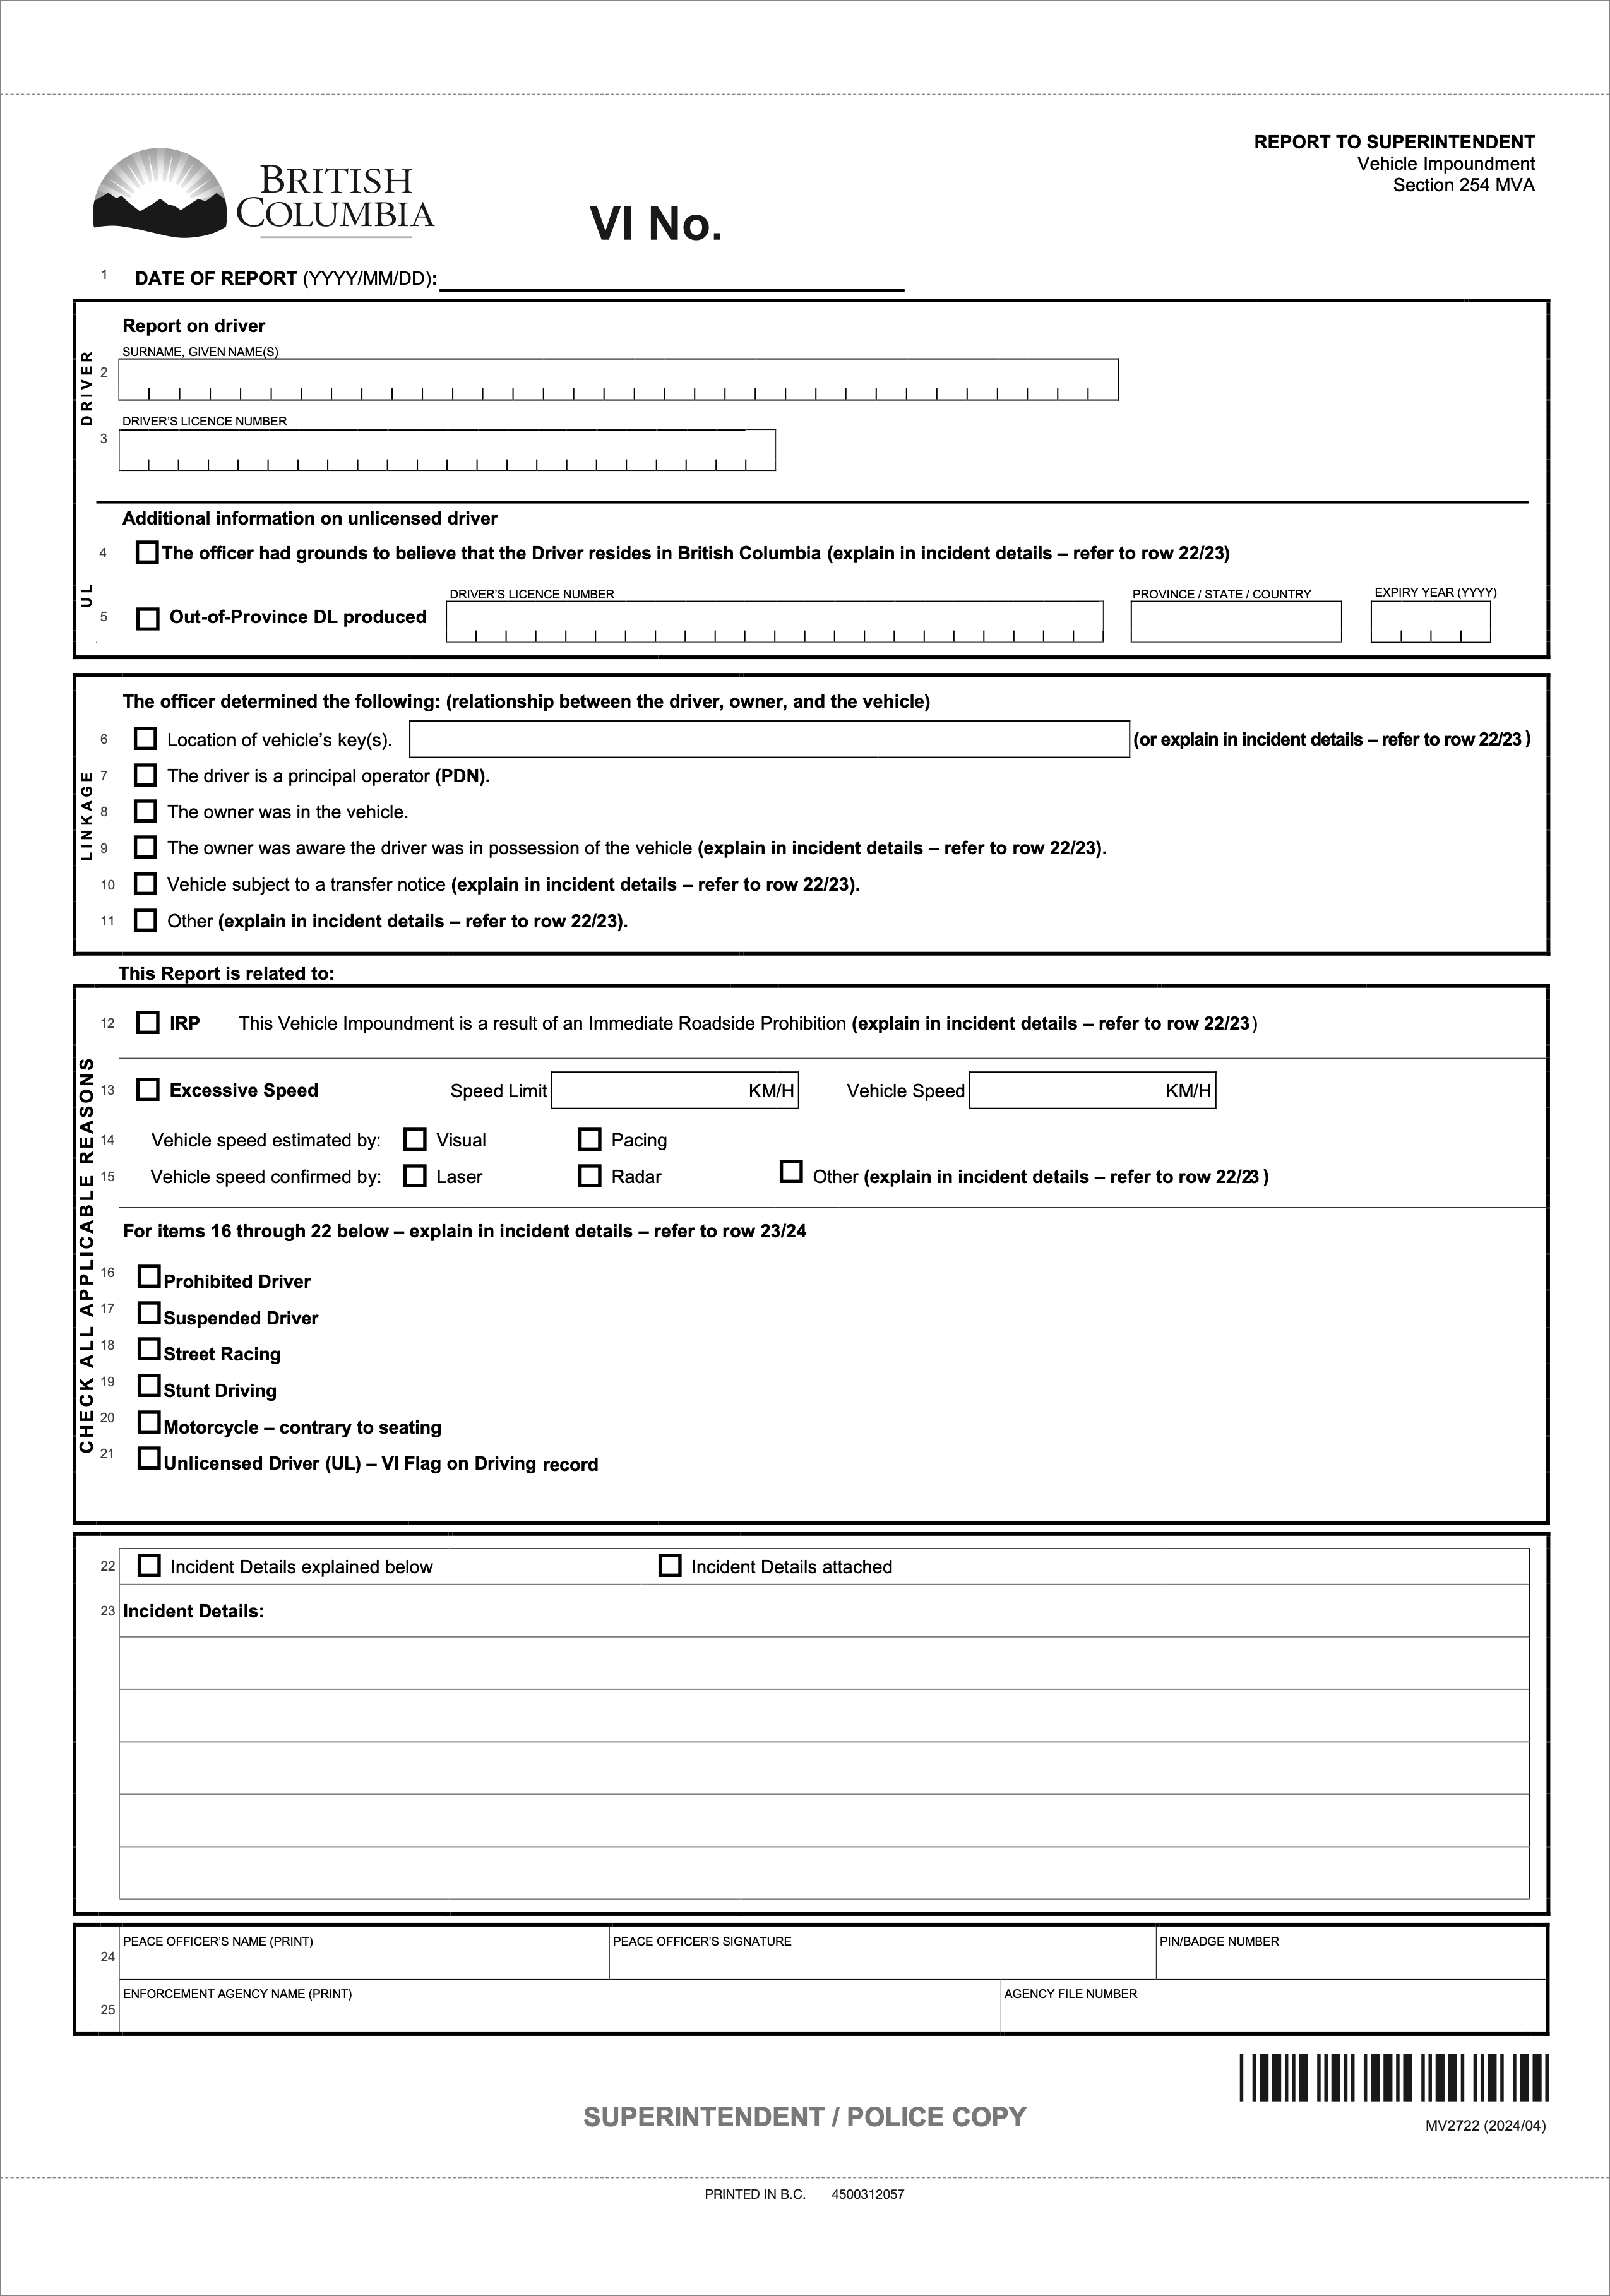 REPORT TO SUPERINTENDENT
Vehicle Impoundment
Section 254 MVA
BRITISH
COLUMBIA
VI No.
1 DATE OF REPORT (YYYY/MM/DD):
DRIVER
Report on driver
SURNAME, GIVEN NAME(S)
2
DRIVER'S LICENCE NUMBER
3
UL
Additional information on unlicensed driver
4 The officer had grounds to believe that the Driver resides in British Columbia (explain in incident details – refer to row 22/23)
DRIVER'S LICENCE NUMBER PROVINCE / STATE / COUNTRY EXPIRY YEAR (YYYY)
5 Out-of-Province DL produced
LINKAGE
The officer determined the following: (relationship between the driver, owner, and the vehicle)
6 Location of vehicle's key(s). (or explain in incident details – refer to row 22/23 )
7 The driver is a principal operator (PDN).
8 The owner was in the vehicle.
9 The owner was aware the driver was in possession of the vehicle (explain in incident details – refer to row 22/23).
10 Vehicle subject to a transfer notice (explain in incident details – refer to row 22/23).
11 Other (explain in incident details – refer to row 22/23).
This Report is related to:
CHECK ALL APPLICABLE REASONS
12 IRP This Vehicle Impoundment is a result of an Immediate Roadside Prohibition (explain in incident details – refer to row 22/23 )
13 Excessive Speed Speed Limit KM/H Vehicle Speed KM/H
14 Vehicle speed estimated by: Visual Pacing
15 Vehicle speed confirmed by: Laser Radar Other (explain in incident details – refer to row 22/23 )
For items 16 through 22 below – explain in incident details – refer to row 23/24
16 Prohibited Driver
17 Suspended Driver
18 Street Racing
19 Stunt Driving
20 Motorcycle – contrary to seating
21 Unlicensed Driver (UL) – VI Flag on Driving record
22 Incident Details explained below Incident Details attached
23 Incident Details:
24 PEACE OFFICER'S NAME (PRINT) PEACE OFFICER'S SIGNATURE PIN/BADGE NUMBER
25 ENFORCEMENT AGENCY NAME (PRINT) AGENCY FILE NUMBER
SUPERINTENDENT / POLICE COPY
MV2722 (2024/04)
PRINTED IN B.C. 4500312057